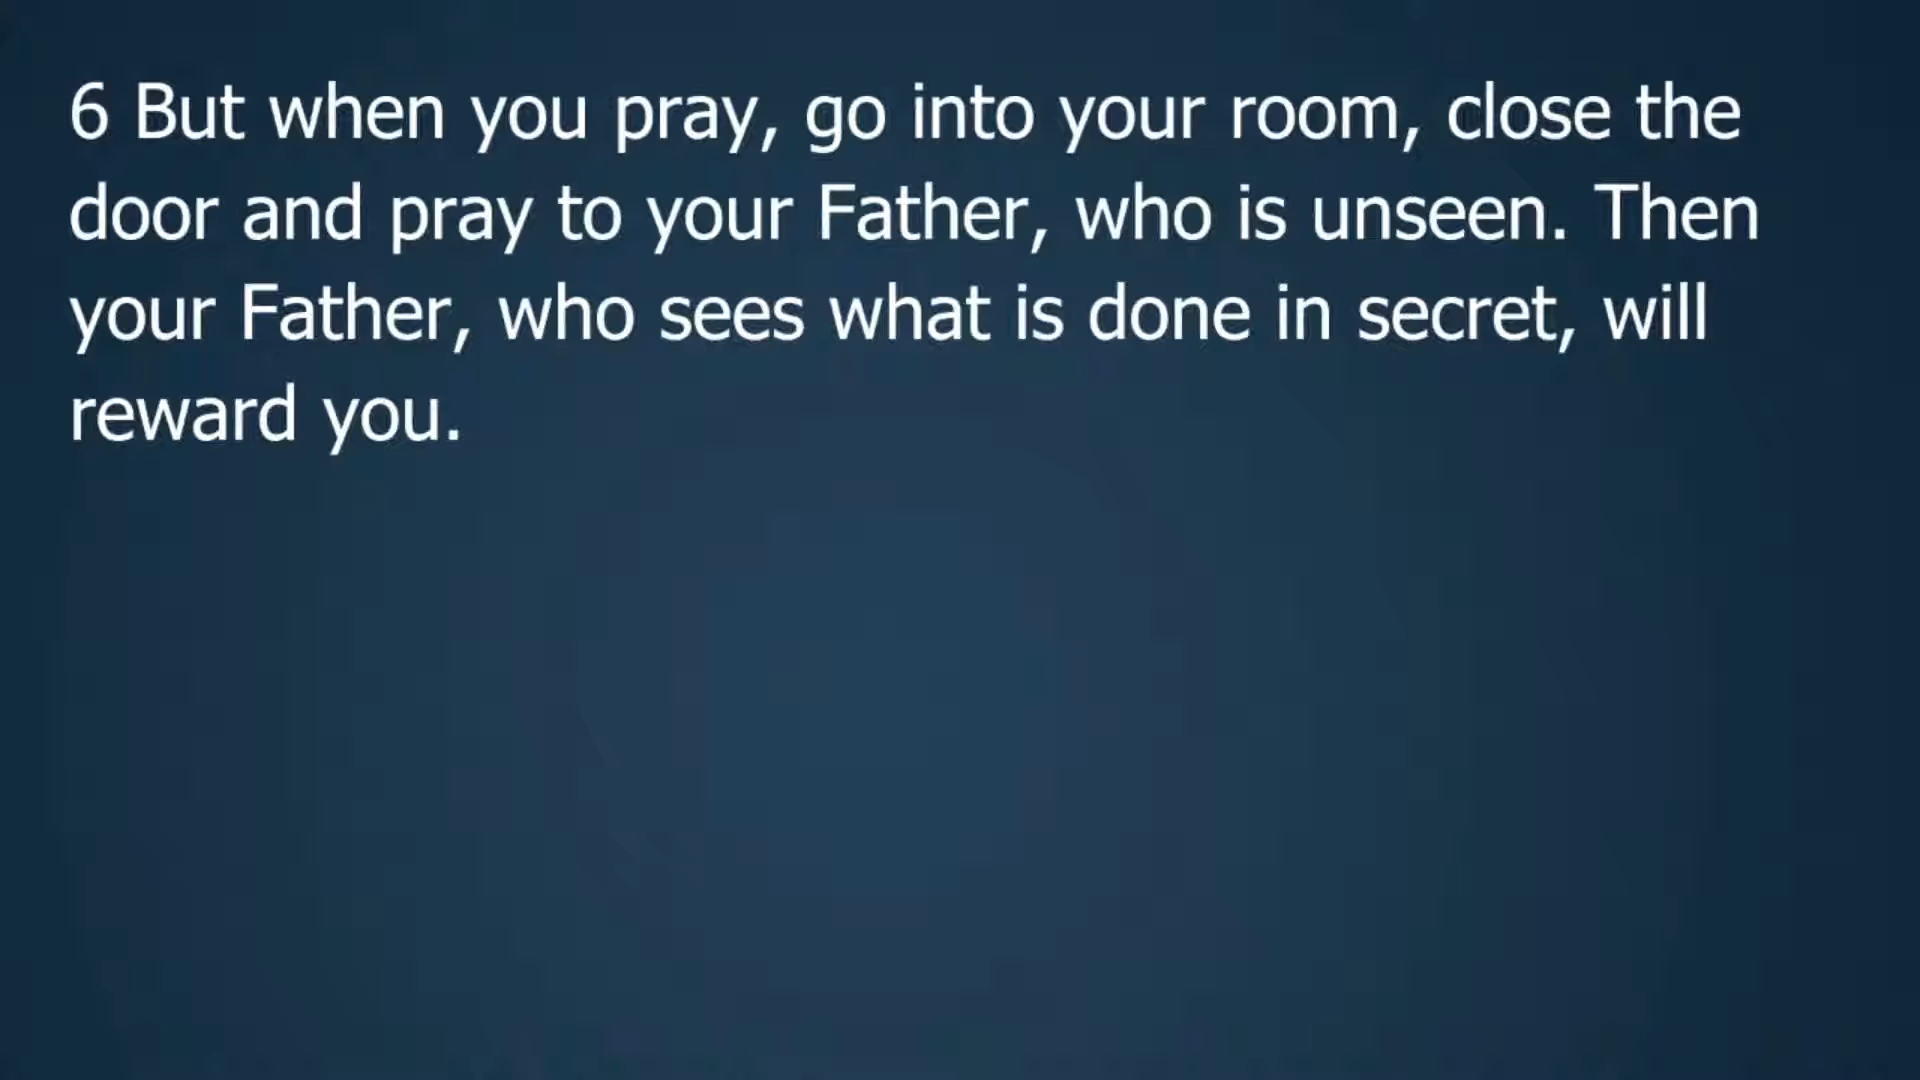 6 But when you pray, go into your room, close the
door and pray to your Father, who is unseen. Then
your Father, who sees what is done in secret, will
reward you.